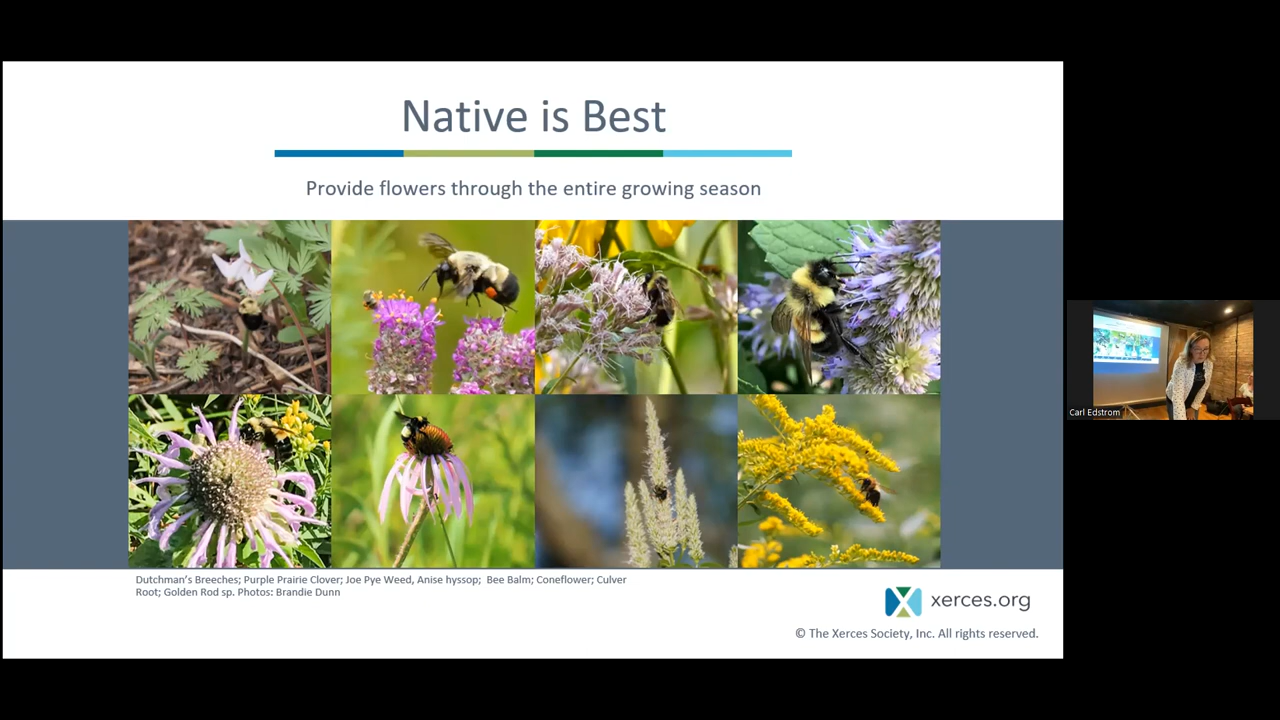 Native is Best
Provide flowers through the entire growing season
Dutchman's Breeches; Purple Prairie Clover; Joe Pye Weed, Anise hyssop;  Bee Balm; Coneflower; Culver
Root; Golden Rod sp. Photos: Brandie Dunn
xerces.org
© The Xerces Society, Inc. All rights reserved.
Carl Edstrom